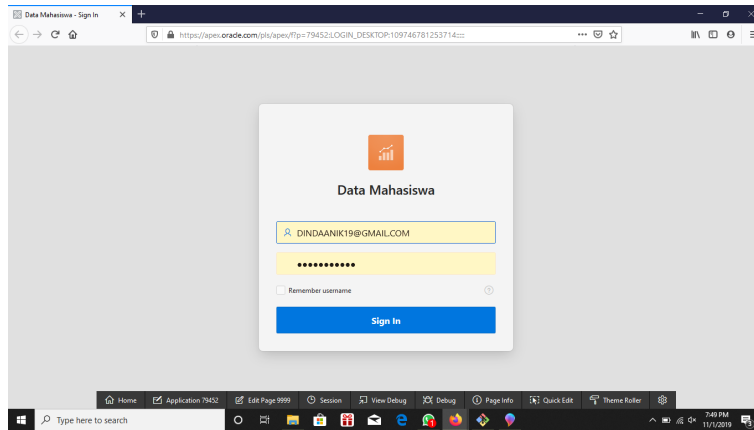 Data Mahasiswa - Sign In
https://apex.oracle.com/pls/apex/f?p=79452:LOGIN_DESKTOP:109746781253714:::::
Data Mahasiswa
DINDAANIK19@GMAIL.COM
Remember username
Sign In
Home
Application 79452
Edit Page 9999
Session
View Debug
Debug
Page Info
Quick Edit
Theme Roller
Type here to search
7:49 PM
11/1/2019